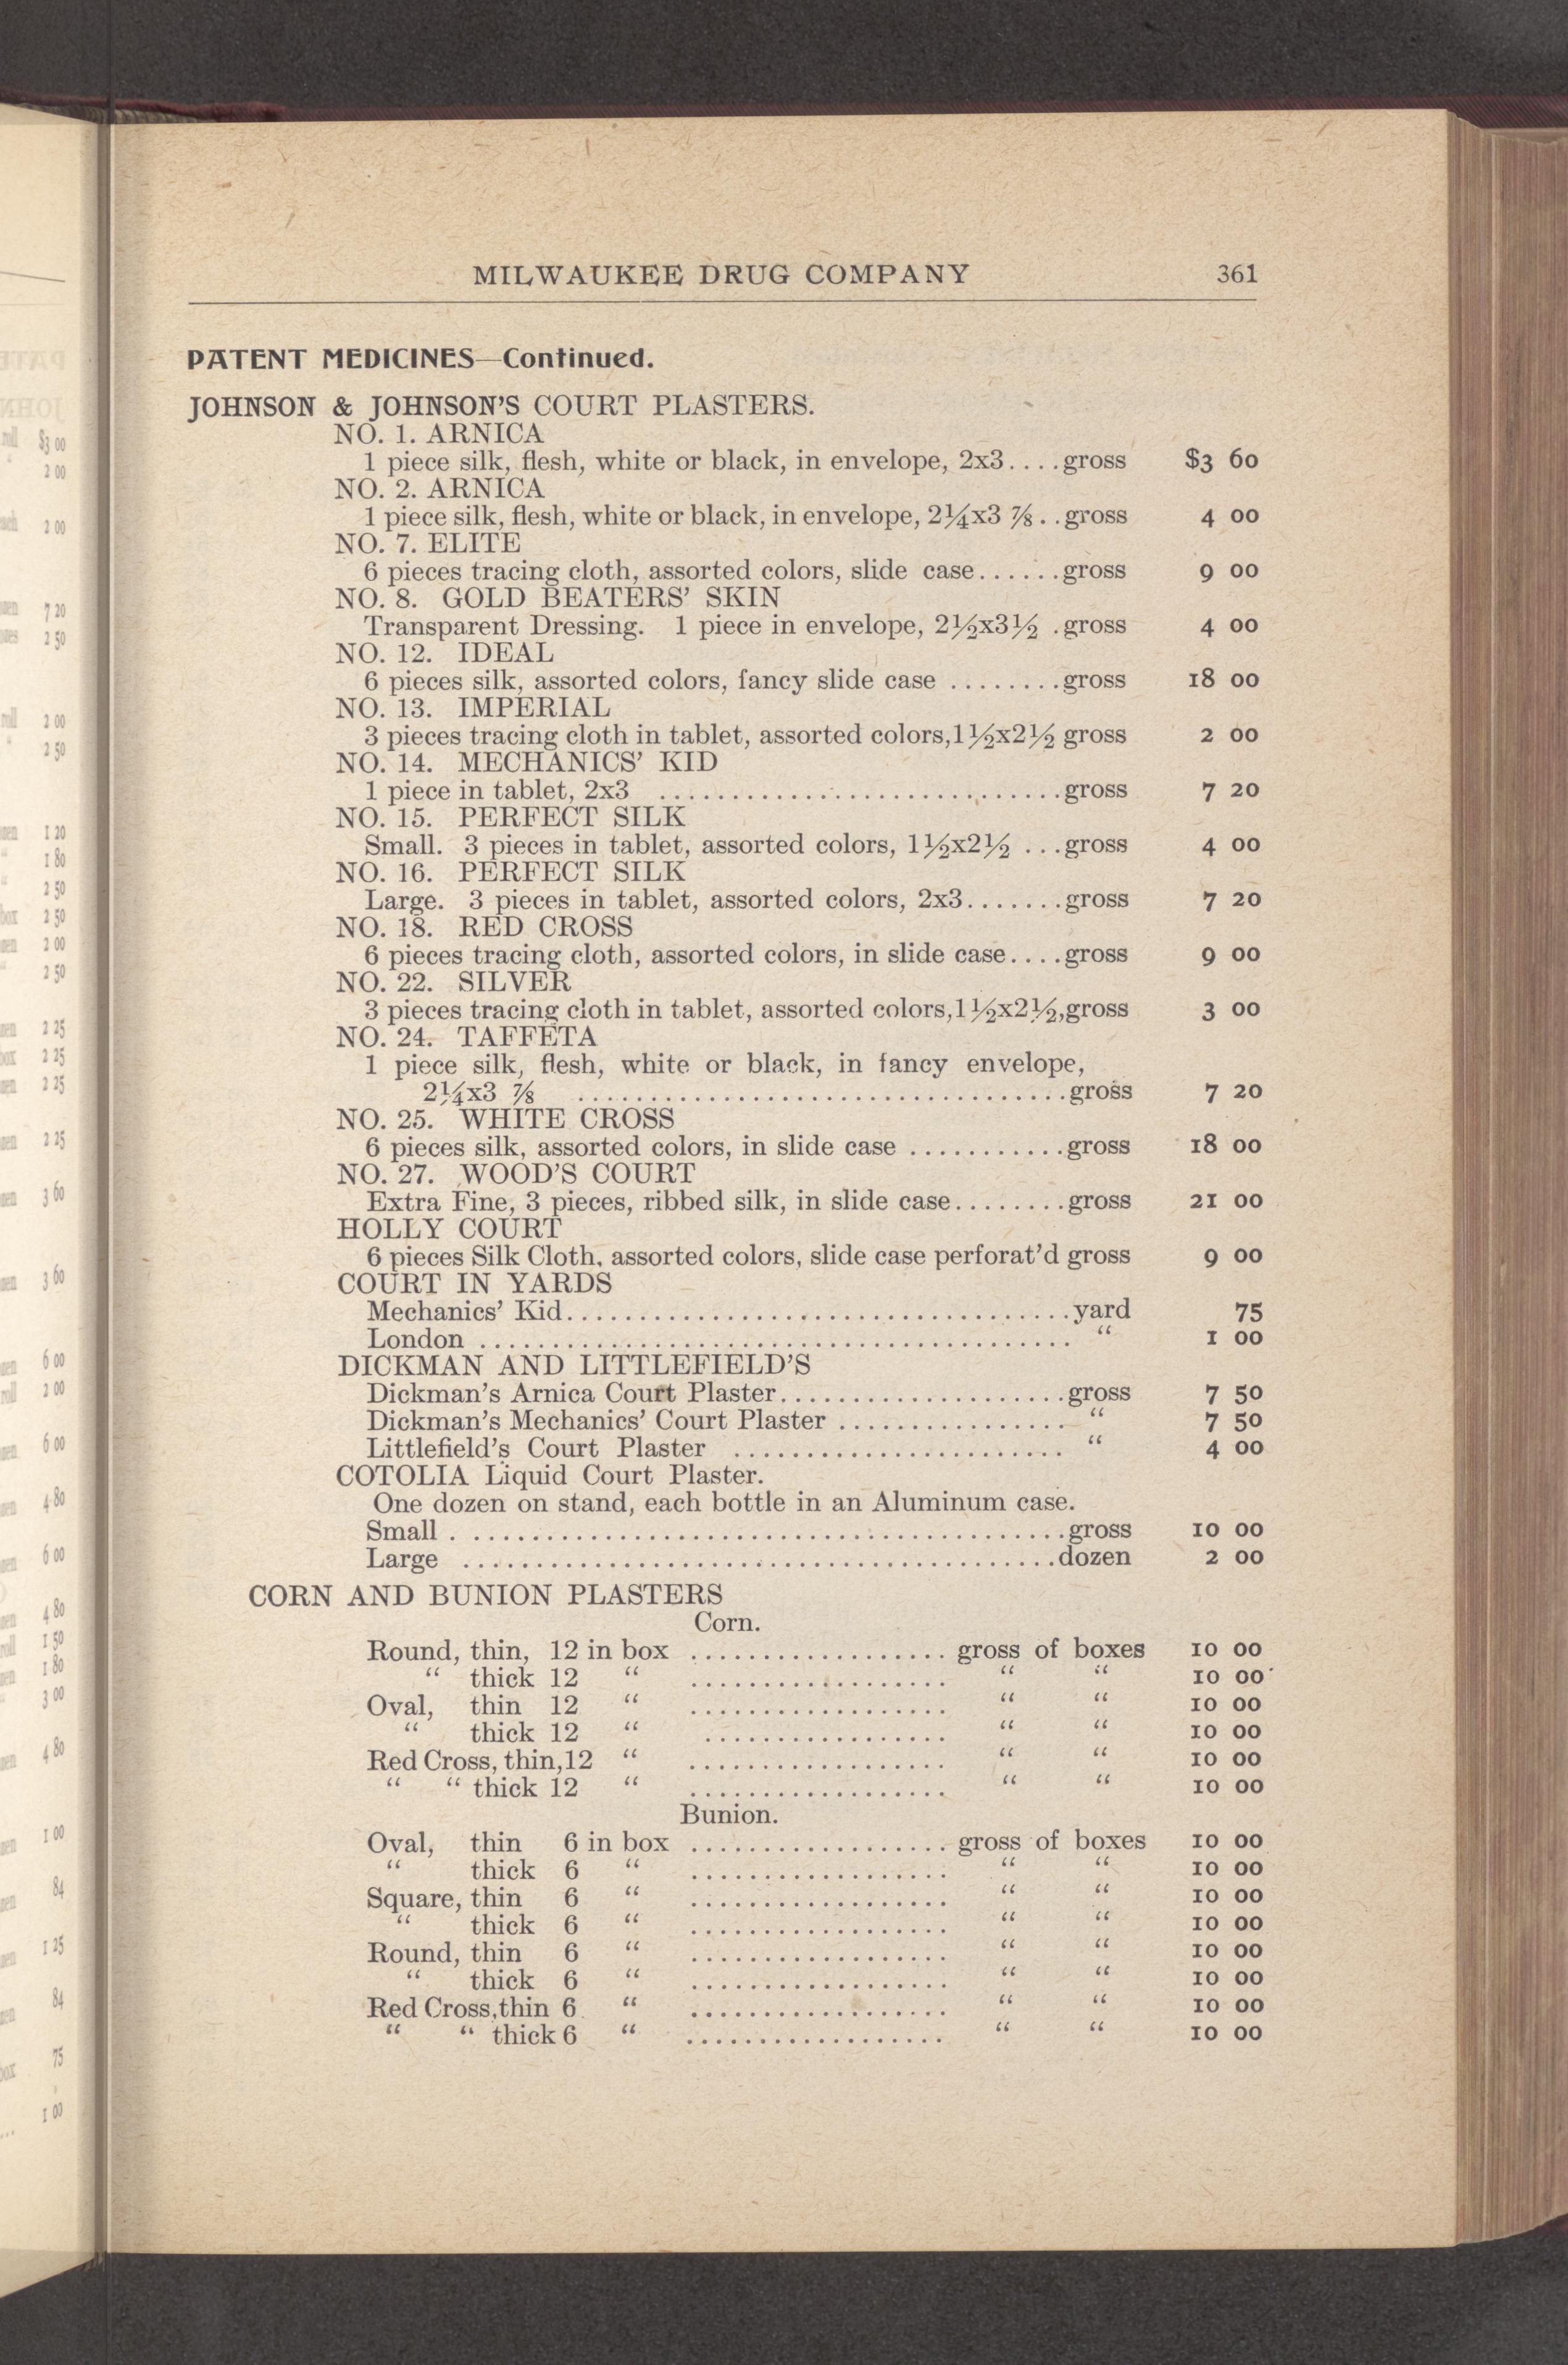 MILWAUKEE DRUG COMPANY 361
PATENT MEDICINES—Continued.
JOHNSON & JOHNSON'S COURT PLASTERS.
NO. 1. ARNICA
1 piece silk, flesh, white or black, in envelope, 2x3....gross $3 60
NO. 2. ARNICA
1 piece silk, flesh, white or black, in envelope, 2¼x3 ⅞..gross 4 00
NO. 7. ELITE
6 pieces tracing cloth, assorted colors, slide case......gross 9 00
NO. 8. GOLD BEATERS' SKIN
Transparent Dressing. 1 piece in envelope, 2½x3½ .gross 4 00
NO. 12. IDEAL
6 pieces silk, assorted colors, fancy slide case ........gross 18 00
NO. 13. IMPERIAL
3 pieces tracing cloth in tablet, assorted colors,1½x2½ gross 2 00
NO. 14. MECHANICS' KID
1 piece in tablet, 2x3 ............................gross 7 20
NO. 15. PERFECT SILK
Small. 3 pieces in tablet, assorted colors, 1½x2½ ...gross 4 00
NO. 16. PERFECT SILK
Large. 3 pieces in tablet, assorted colors, 2x3.......gross 7 20
NO. 18. RED CROSS
6 pieces tracing cloth, assorted colors, in slide case....gross 9 00
NO. 22. SILVER
3 pieces tracing cloth in tablet, assorted colors,1½x2½,gross 3 00
NO. 24. TAFFETA
1 piece silk, flesh, white or black, in fancy envelope,
2¼x3 ⅞ ..................................gross 7 20
NO. 25. WHITE CROSS
6 pieces silk, assorted colors, in slide case ...........gross 18 00
NO. 27. WOOD'S COURT
Extra Fine, 3 pieces, ribbed silk, in slide case........gross 21 00
HOLLY COURT
6 pieces Silk Cloth, assorted colors, slide case perforat'd gross 9 00
COURT IN YARDS
Mechanics' Kid...................................yard 75
London ......................................... “ 1 00
DICKMAN AND LITTLEFIELD'S
Dickman's Arnica Court Plaster....................gross 7 50
Dickman's Mechanics' Court Plaster ................ “ 7 50
Littlefield's Court Plaster ....................... “ 4 00
COTOLIA Liquid Court Plaster.
One dozen on stand, each bottle in an Aluminum case.
Small . .........................................gross 10 00
Large .........................................dozen 2 00
CORN AND BUNION PLASTERS
Corn.
Round, thin, 12 in box .................. gross of boxes 10 00
“ thick 12 “ .................. “ “ 10 00
Oval, thin 12 “ .................. “ “ 10 00
“ thick 12 “ ................. “ “ 10 00
Red Cross, thin,12 “ .................. “ “ 10 00
“ “ thick 12 “ .................. “ “ 10 00
Bunion.
Oval, thin 6 in box .................. gross of boxes 10 00
“ thick 6 “ .................. “ “ 10 00
Square, thin 6 “ .................. “ “ 10 00
“ thick 6 “ .................. “ “ 10 00
Round, thin 6 “ .................. “ “ 10 00
“ thick 6 “ .................. “ “ 10 00
Red Cross,thin 6 “ .................. “ “ 10 00
“ “ thick 6 “ .................. “ “ 10 00